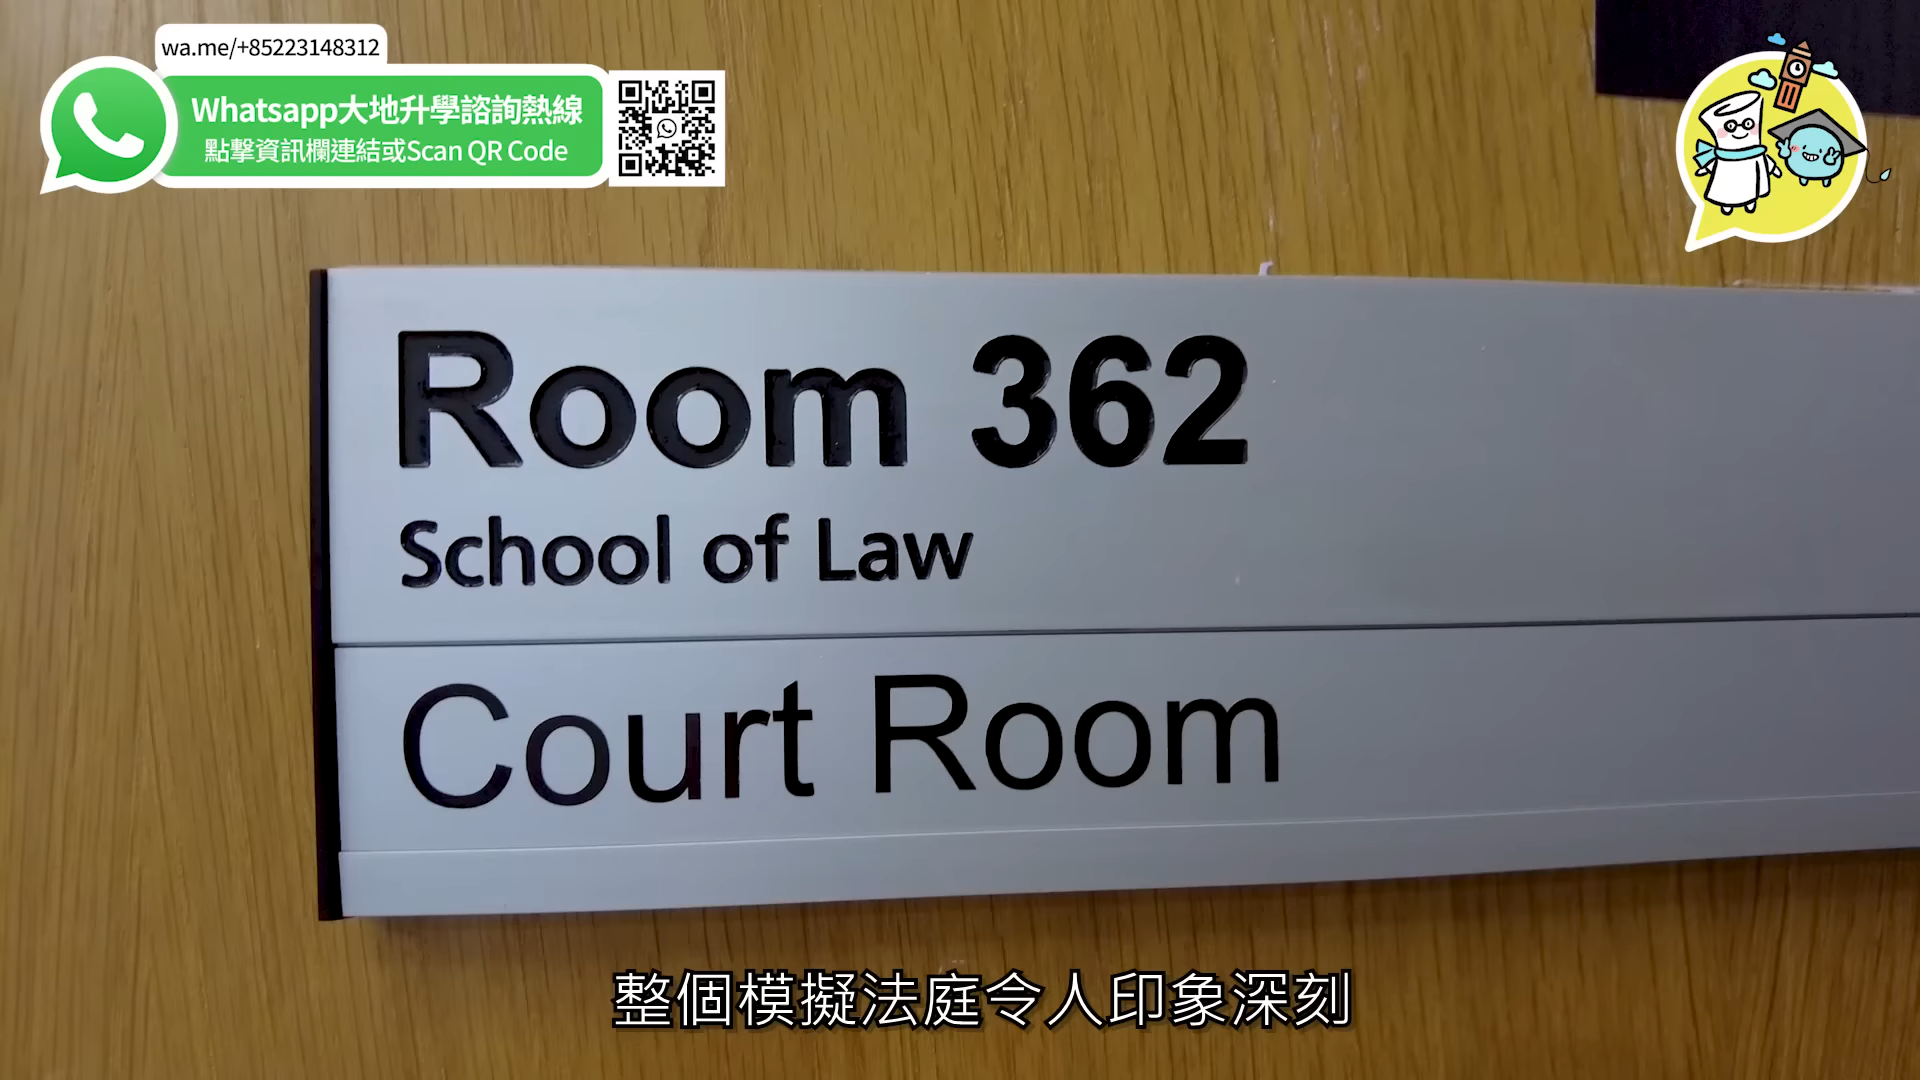 wa.me/+85223148312
Whatsapp大地升學諮詢熱線
點擊資訊欄連結或Scan QR Code
Room 362
School of Law
Court Room
整個模擬法庭令人印象深刻